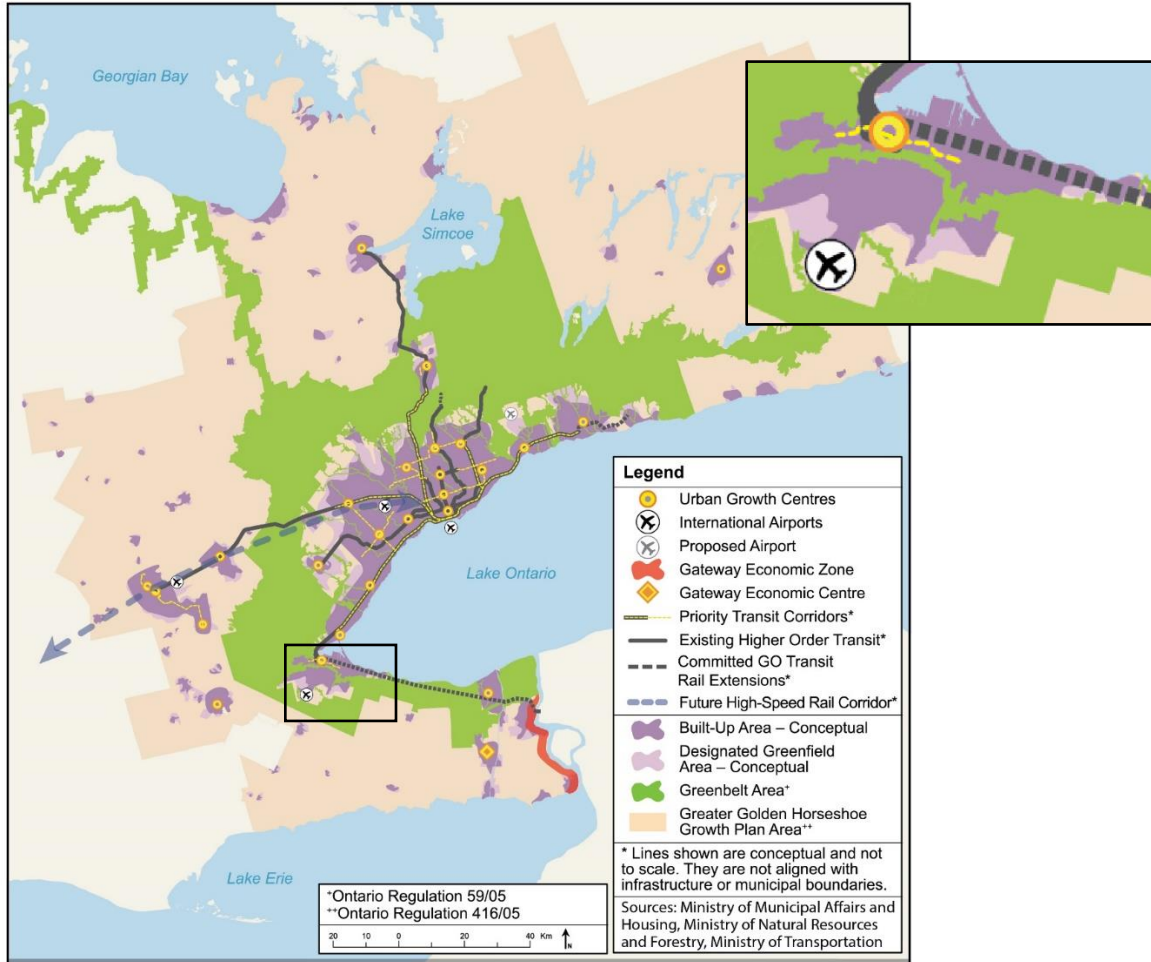 Georgian Bay
Lake
Simcoe
Lake Ontario
Lake Erie
Legend
Urban Growth Centres
International Airports
Proposed Airport
Gateway Economic Zone
Gateway Economic Centre
Priority Transit Corridors*
Existing Higher Order Transit*
Committed GO Transit
Rail Extensions*
Future High-Speed Rail Corridor*
Built-Up Area – Conceptual
Designated Greenfield
Area – Conceptual
Greenbelt Area+
Greater Golden Horseshoe
Growth Plan Area++
* Lines shown are conceptual and not
to scale. They are not aligned with
infrastructure or municipal boundaries.
Sources: Ministry of Municipal Affairs and
Housing, Ministry of Natural Resources
and Forestry, Ministry of Transportation
+Ontario Regulation 59/05
++Ontario Regulation 416/05
20 10 0 20 40 Km
N